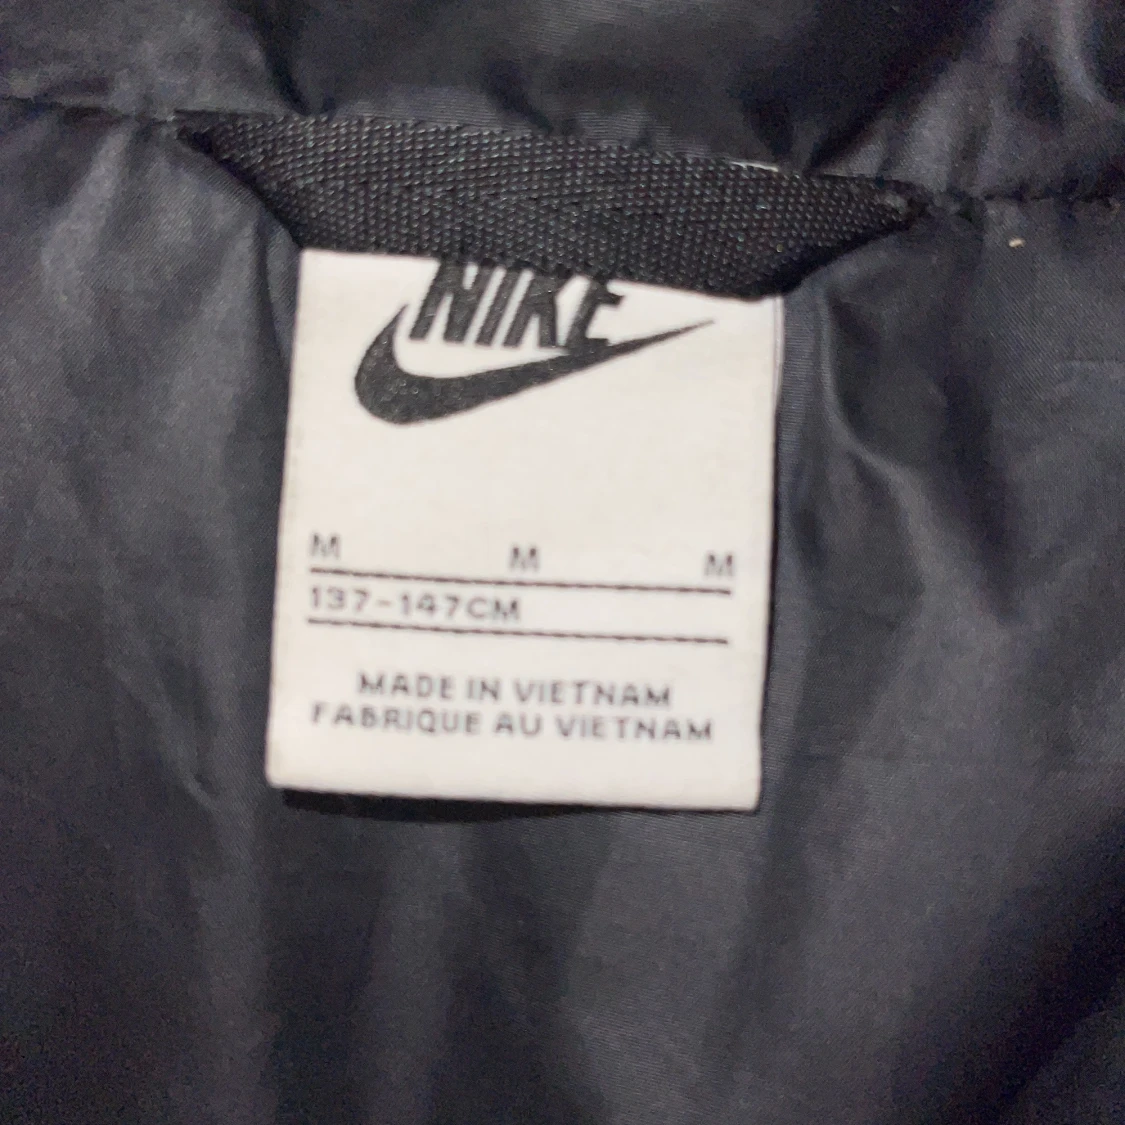 NIKE
M M M
137-147CM
MADE IN VIETNAM
FABRIQUE AU VIETNAM